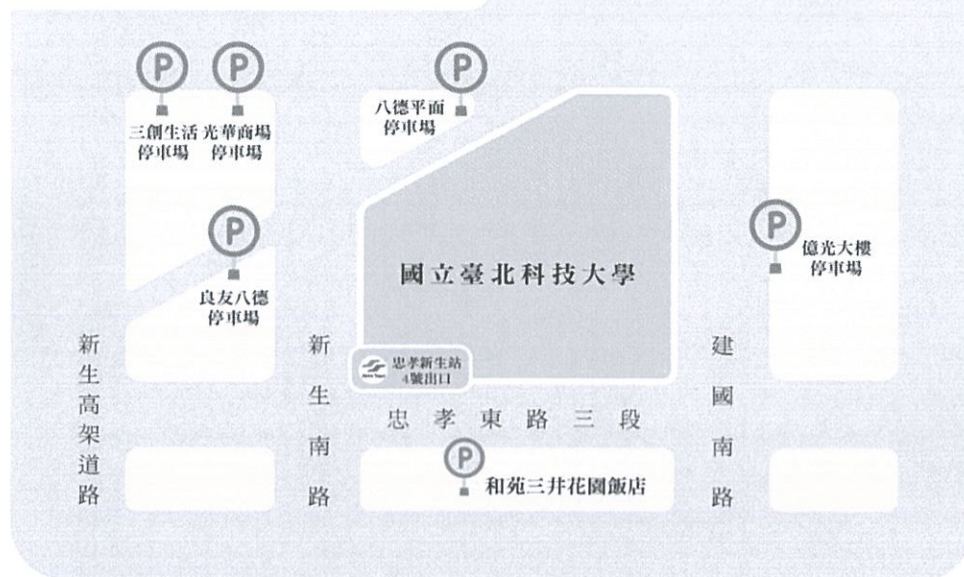 P
P
P
三創生活
停車場
光華商場
停車場
八德平面
停車場
P
良友八德
停車場
P
億光大樓
停車場
國立臺北科技大學
忠孝新生站
4號出口
新生高架道路
新生南路
建國南路
忠孝東路三段
P
和苑三井花園飯店